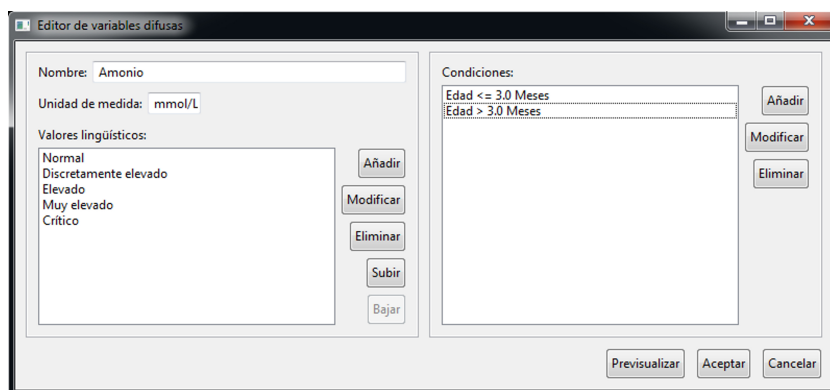 Editor de variables difusas
Nombre: Amonio
Unidad de medida: mmol/L
Valores lingüísticos:
Normal
Discretamente elevado
Elevado
Muy elevado
Crítico
Añadir
Modificar
Eliminar
Subir
Bajar
Condiciones:
Edad <= 3.0 Meses
Edad > 3.0 Meses
Añadir
Modificar
Eliminar
Previsualizar Aceptar Cancelar